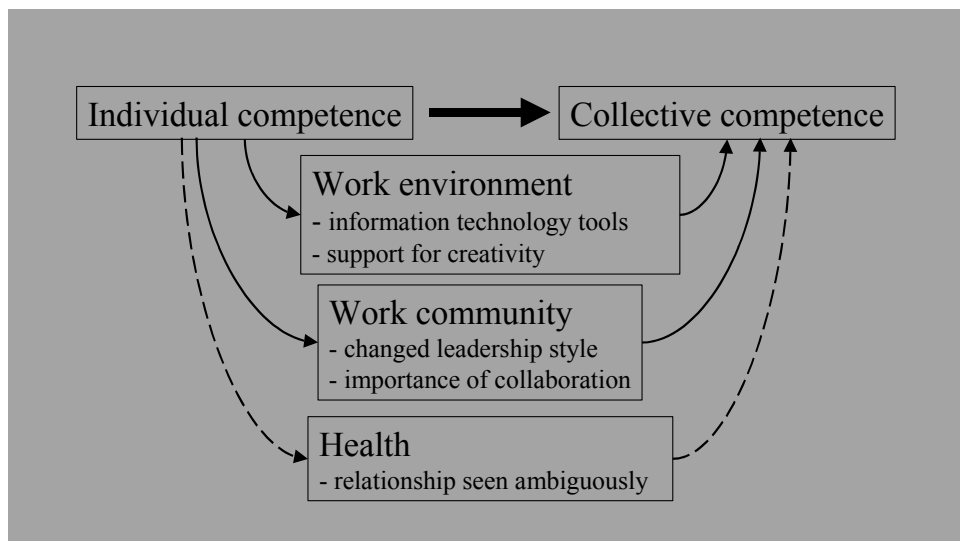 Individual competence
Collective competence
Work environment
- information technology tools
- support for creativity
Work community
- changed leadership style
- importance of collaboration
Health
- relationship seen ambiguously